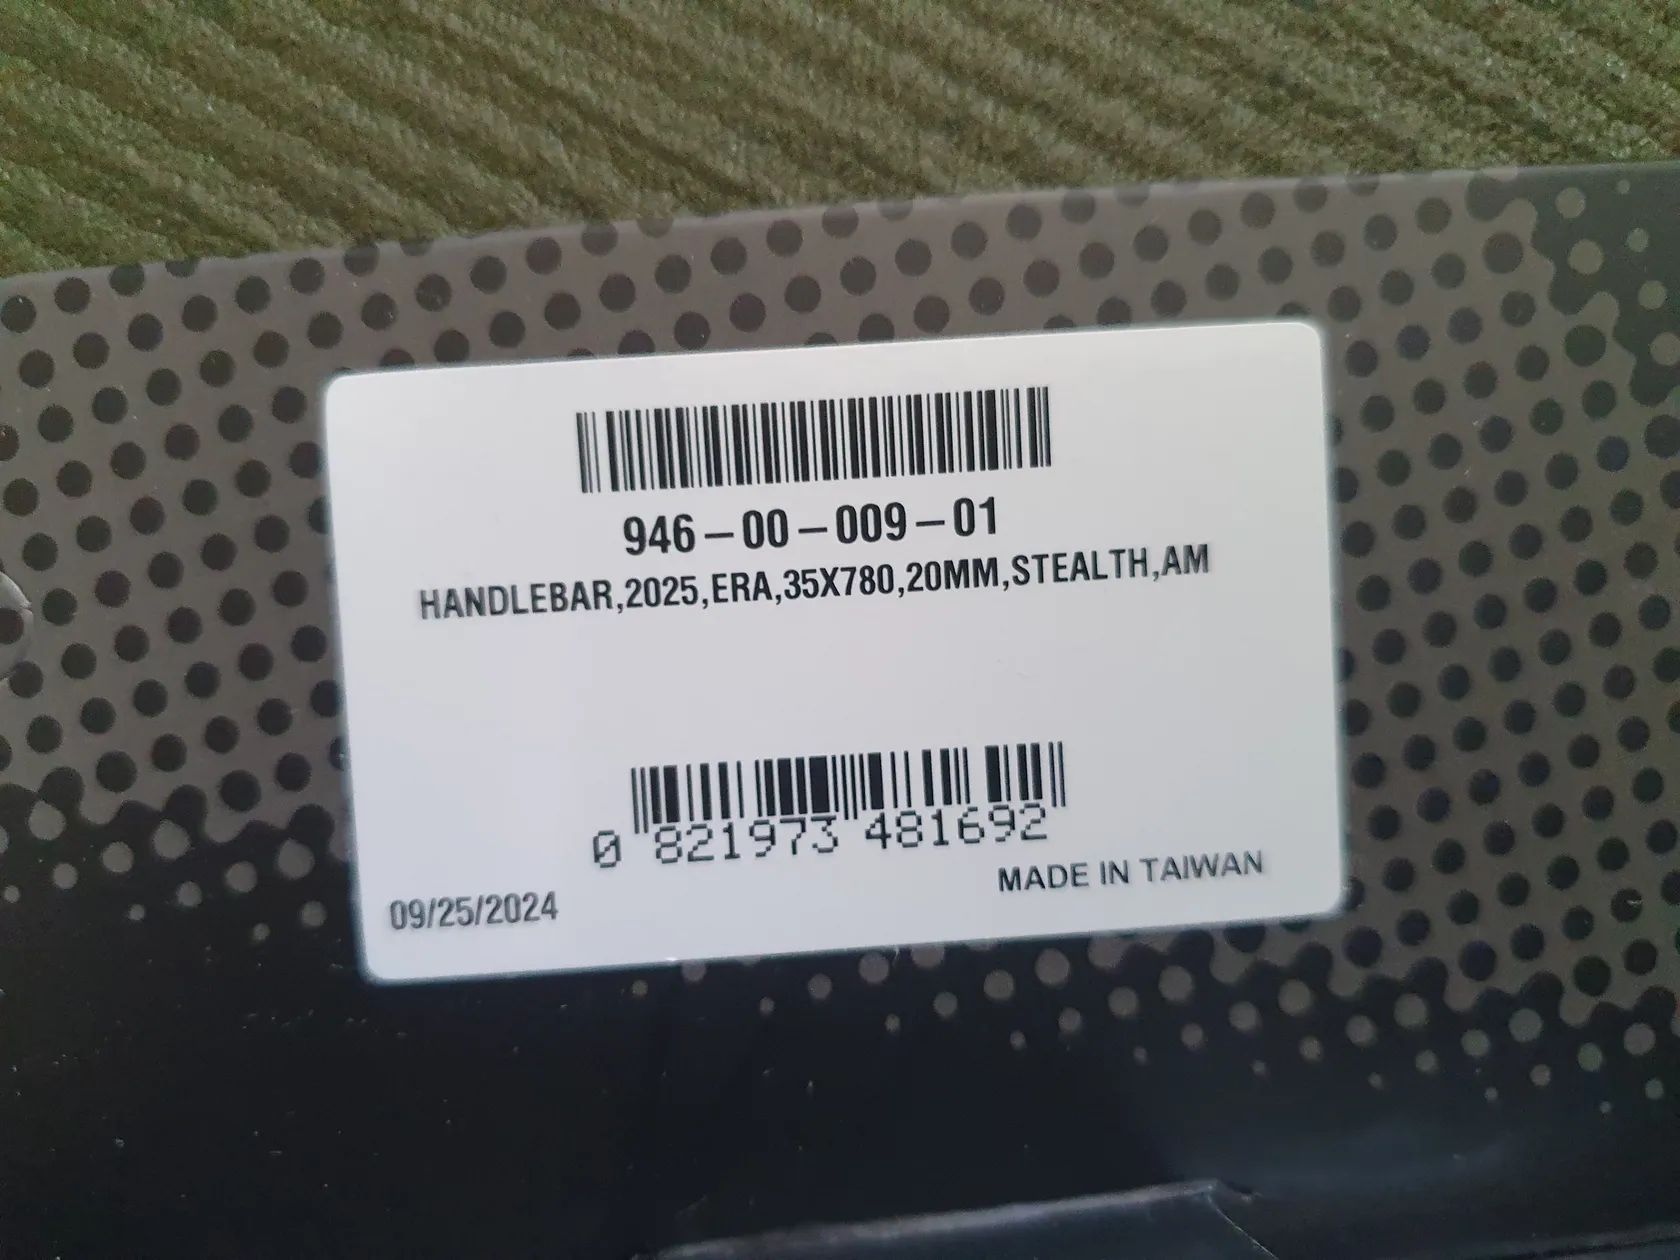 946-00-009-01
HANDLEBAR,2025,ERA,35X780,20MM,STEALTH,AM
0 821973 481692
MADE IN TAIWAN
09/25/2024